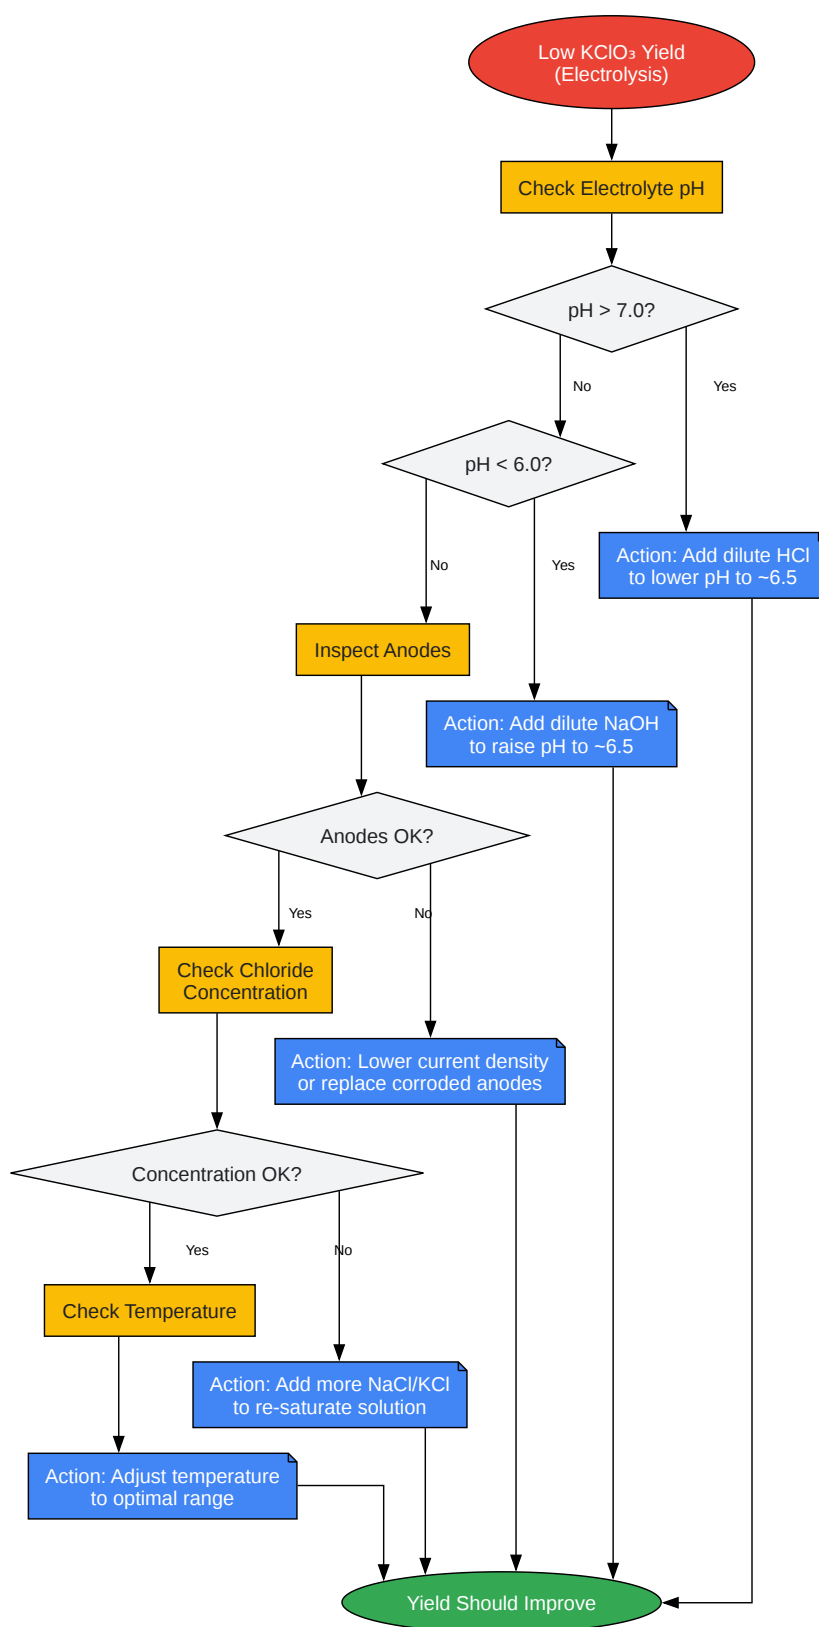 Low KClO₃ Yield
(Electrolysis)
Check Electrolyte pH
pH > 7.0?
No
Yes
pH < 6.0?
No
Yes
Action: Add dilute HCl
to lower pH to ~6.5
Inspect Anodes
Action: Add dilute NaOH
to raise pH to ~6.5
Anodes OK?
Yes
No
Check Chloride
Concentration
Action: Lower current density
or replace corroded anodes
Concentration OK?
Yes
No
Check Temperature
Action: Add more NaCl/KCl
to re-saturate solution
Action: Adjust temperature
to optimal range
Yield Should Improve